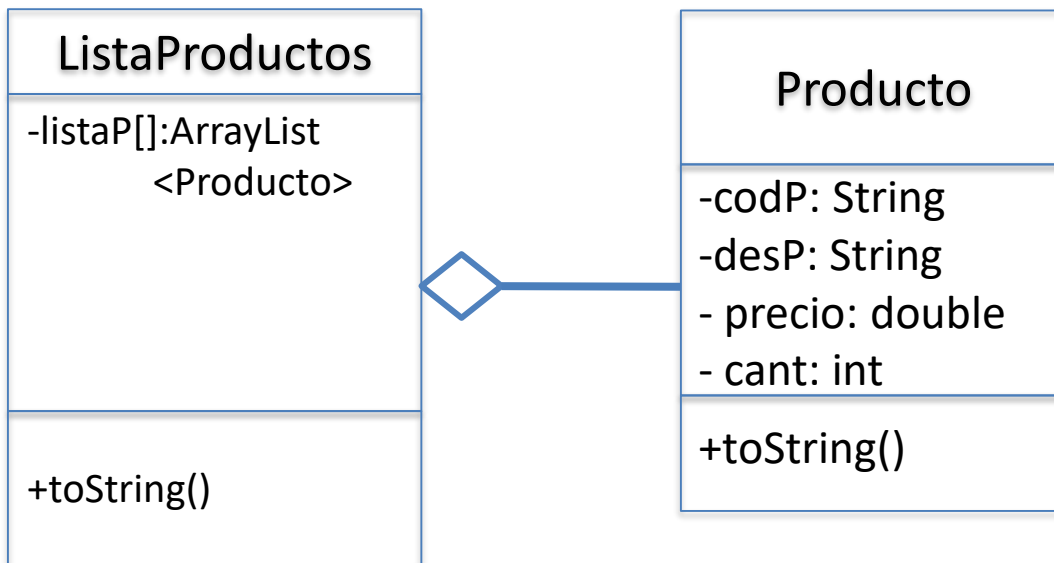 ListaProductos
-listaP[]:ArrayList
<Producto>
+toString()
Producto
-codP: String
-desP: String
- precio: double
- cant: int
+toString()